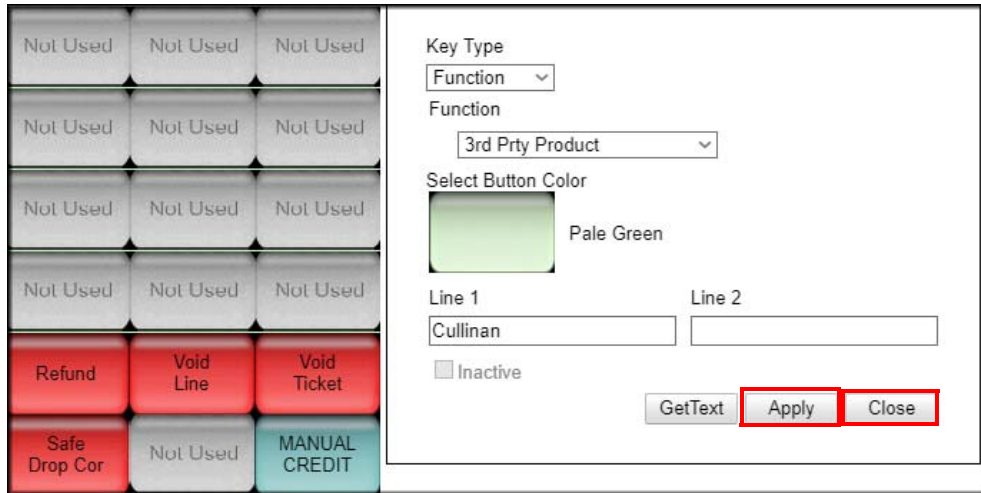 Not Used Not Used Not Used
Not Used Not Used Not Used
Not Used Not Used Not Used
Not Used Not Used Not Used
Refund Void Line Void Ticket
Safe Drop Cor Not Used MANUAL CREDIT
Key Type
Function
Function
3rd Prty Product
Select Button Color
Pale Green
Line 1 Line 2
Cullinan
Inactive
GetText Apply Close